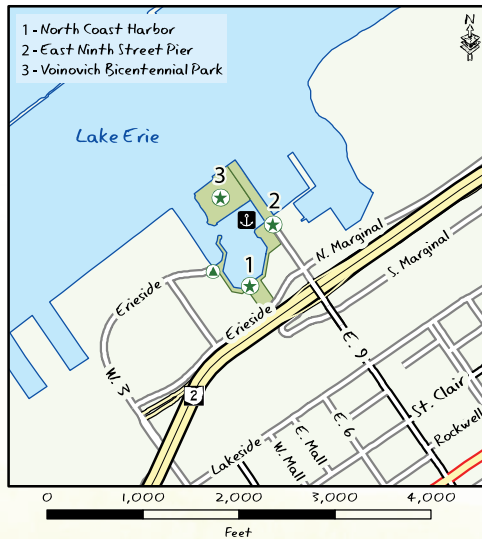 1 - North Coast Harbor
2 - East Ninth Street Pier
3 - Voinovich Bicentennial Park
N
Lake Erie
3
2
1
N. Marginal
S. Marginal
Erieside
Erieside
W. 3
E. 9
2
St. Clair
E. 6
Rockwell
E. Mall
W. Mall
Lakeside
0 1,000 2,000 3,000 4,000
Feet